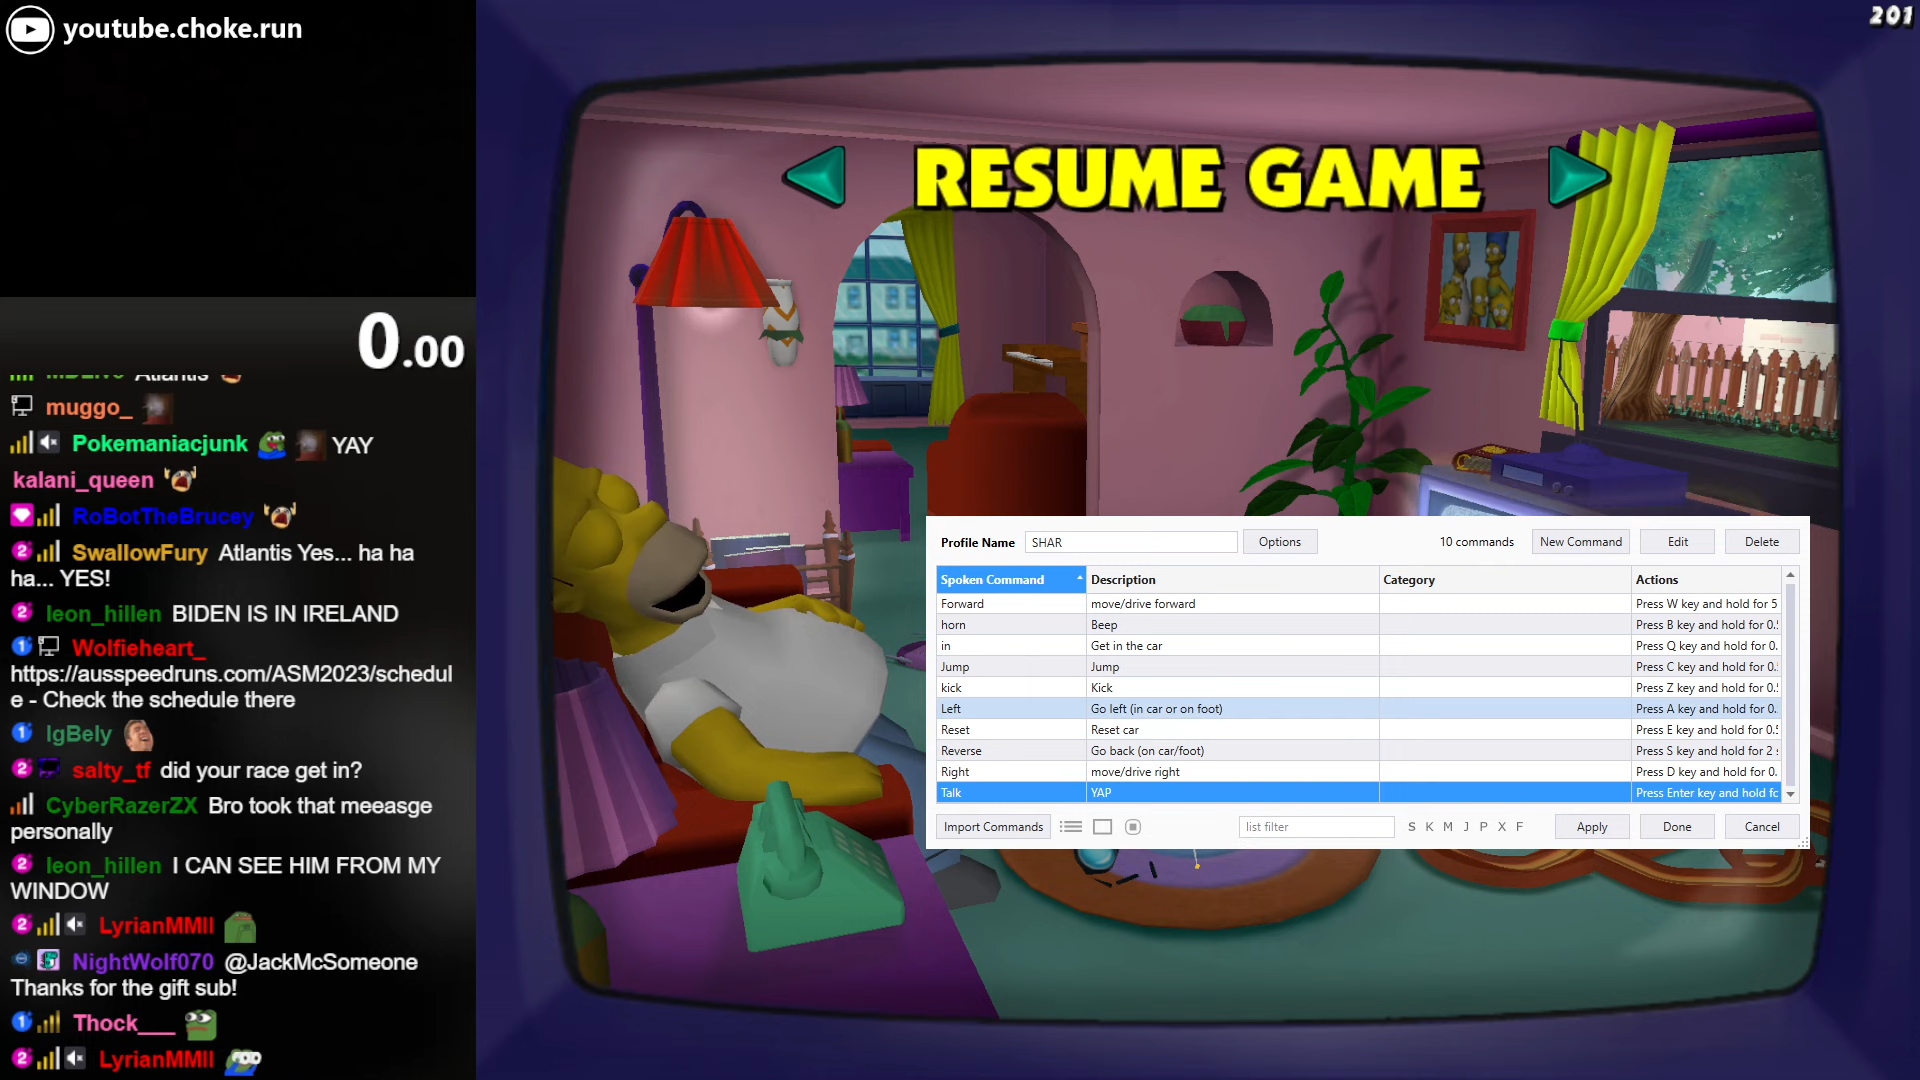 youtube.choke.run
201
RESUME GAME
0.00
Atlantis
muggo_
Pokemaniacjunk YAY
kalani_queen
RoBotTheBrucey
SwallowFury Atlantis Yes... ha ha
ha... YES!
leon_hillen BIDEN IS IN IRELAND
Wolfieheart_
https://ausspeedruns.com/ASM2023/schedul
e - Check the schedule there
IgBely
salty_tf did your race get in?
CyberRazerZX Bro took that meeasge
personally
leon_hillen I CAN SEE HIM FROM MY
WINDOW
LyrianMMII
NightWolf070 @JackMcSomeone
Thanks for the gift sub!
Thock___
LyrianMMII
Profile Name SHAR Options 10 commands New Command Edit Delete
Spoken Command Description Category Actions
Forward move/drive forward Press W key and hold for 5
horn Beep Press B key and hold for 0.
in Get in the car Press Q key and hold for 0.
Jump Jump Press C key and hold for 0.
kick Kick Press Z key and hold for 0.
Left Go left (in car or on foot) Press A key and hold for 0.
Reset Reset car Press E key and hold for 0.
Reverse Go back (on car/foot) Press S key and hold for 2
Right move/drive right Press D key and hold for 0.
Talk YAP Press Enter key and hold fo
Import Commands list filter S K M J P X F Apply Done Cancel